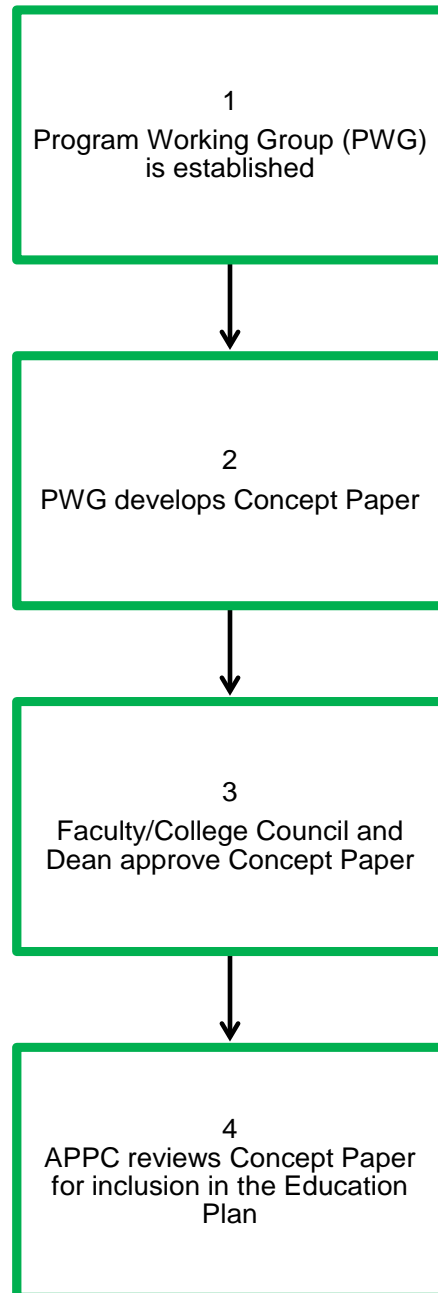 1
Program Working Group (PWG)
is established
2
PWG develops Concept Paper
3
Faculty/College Council and
Dean approve Concept Paper
4
APPC reviews Concept Paper
for inclusion in the Education
Plan